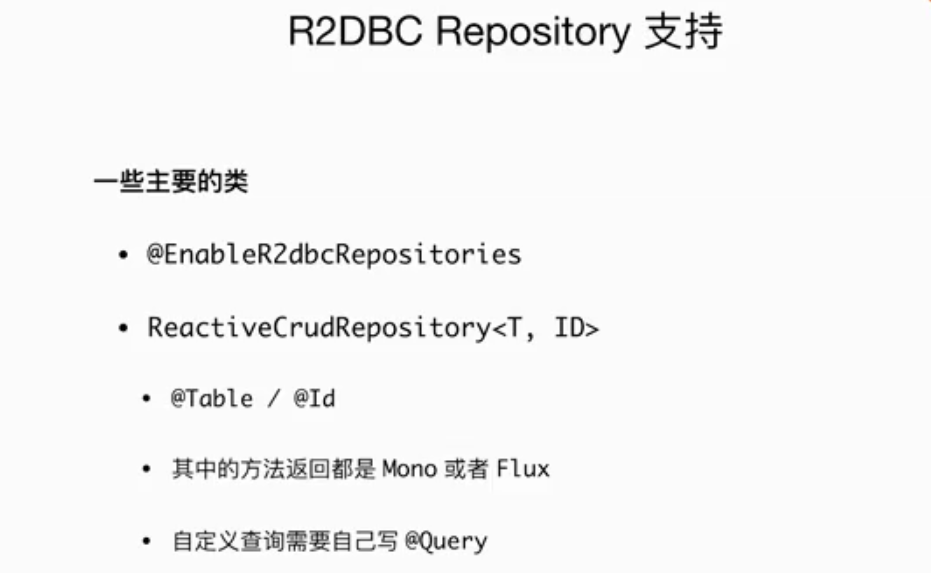 R2DBC Repository 支持
一些主要的类
• @EnableR2dbcRepositories
• ReactiveCrudRepository<T, ID>
• @Table / @Id
• 其中的方法返回都是 Mono 或者 Flux
• 自定义查询需要自己写 @Query